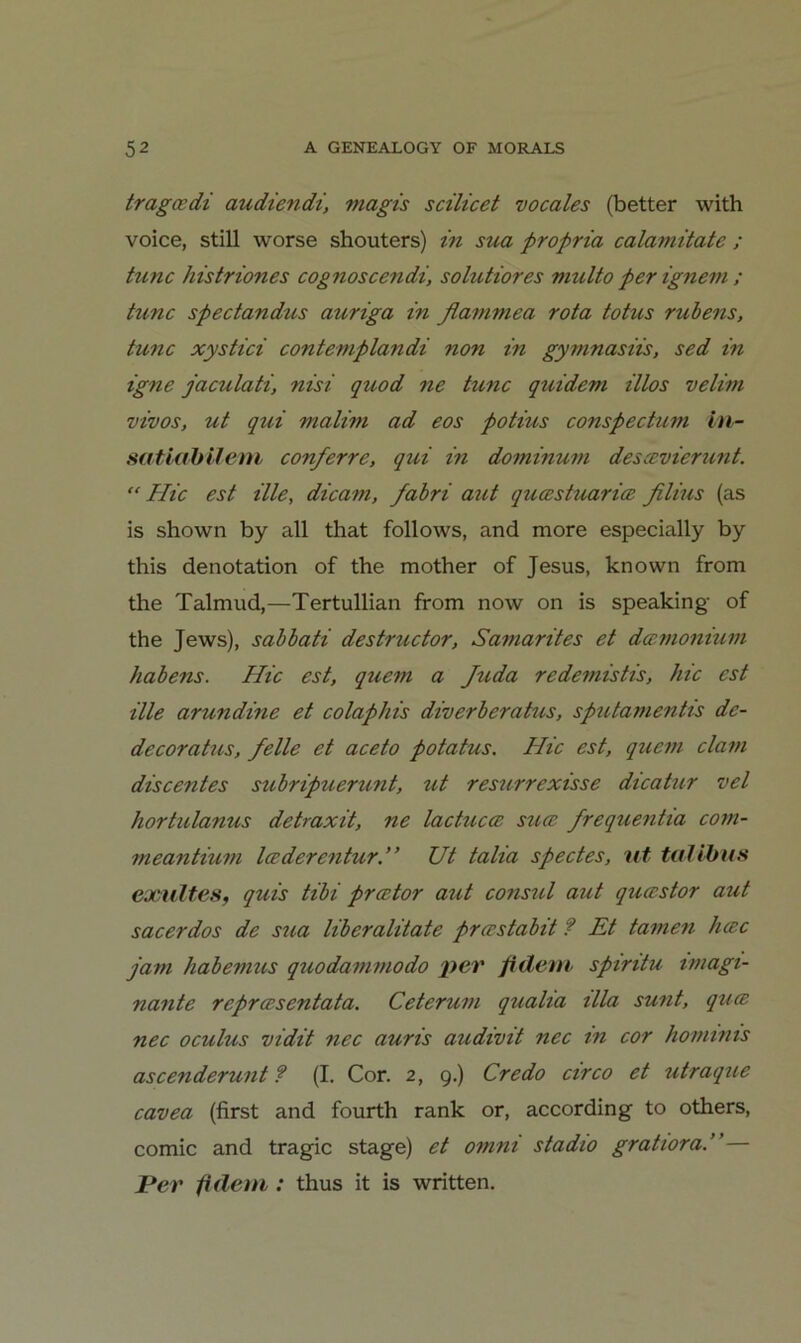 52 A GENEALOGY OF MORALS
tragœdi audiendi, magis scilicet vocales (better with
voice, still worse shouters) in sua propria calamitate ;
tunc histriones cognoscendi, solutiores multo per ignem ;
tunc spectandus auriga in flammea rota totus rubens,
tunc xystici contemplandi non in gymnasiis, sed in
igne jaculati, nisi quod ne tunc quidem illos velim
vivos, ut qui malim ad eos potius conspectum in-
satiabilem conferre, qui in dominum desævierunt.
“ Hic est ille, dicam, fabri aut quæstuariæ filius (as
is shown by all that follows, and more especially by
this denotation of the mother of Jesus, known from
the Talmud,—Tertullian from now on is speaking of
the Jews), sabbati destructor, Samarites et dæmonium
habens. Hic est, quem a Juda redemistis, hic est
ille arundine et colaphis diverberatus, sputamentis de-
decoratus, felle et aceto potatus. Hic est, quem clam
discentes subripuerunt, ut resurrexisse dicatur vel
hortulanus detraxit, ne lactucæ suæ frequentia com-
meantium læderentur.” Ut talia spectes, ut talibus
exultes, quis tibi prætor aut consul aut quæstor aut
sacerdos de sua liberalitate præstabit ? Et tamen hæc
jam habemus quodammodo per fidem spiritu imagi-
nante repræsentata. Ceterum qualia illa sunt, quæ
nec oculus vidit nec auris audivit nec in cor hominis
ascenderunt ? (I. Cor. 2, 9.) Credo circo et utraque
cavea (first and fourth rank or, according to others,
comic and tragic stage) et omni stadio gratiora.”—
Per fidem : thus it is written.